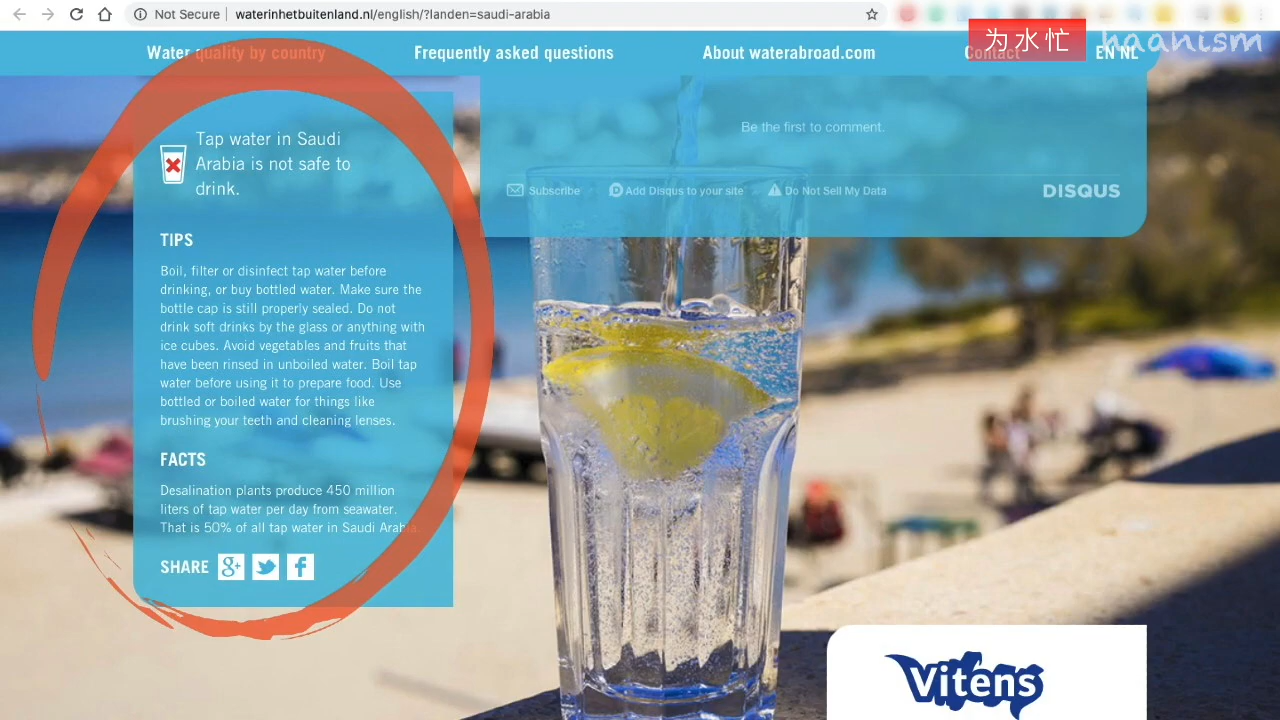 Not Secure | waterinhetbuitenland.nl/english/?landen=saudi-arabia
为水忙 haanism
Water quality by country Frequently asked questions About waterabroad.com Contact EN NL
Tap water in Saudi
Arabia is not safe to
drink.
TIPS
Boil, filter or disinfect tap water before
drinking, or buy bottled water. Make sure the
bottle cap is still properly sealed. Do not
drink soft drinks by the glass or anything with
ice cubes. Avoid vegetables and fruits that
have been rinsed in unboiled water. Boil tap
water before using it to prepare food. Use
bottled or boiled water for things like
brushing your teeth and cleaning lenses.
FACTS
Desalination plants produce 450 million
liters of tap water per day from seawater.
That is 50% of all tap water in Saudi Arabia.
SHARE
Be the first to comment.
Subscribe Add Disqus to your site Do Not Sell My Data DISQUS
Vitens